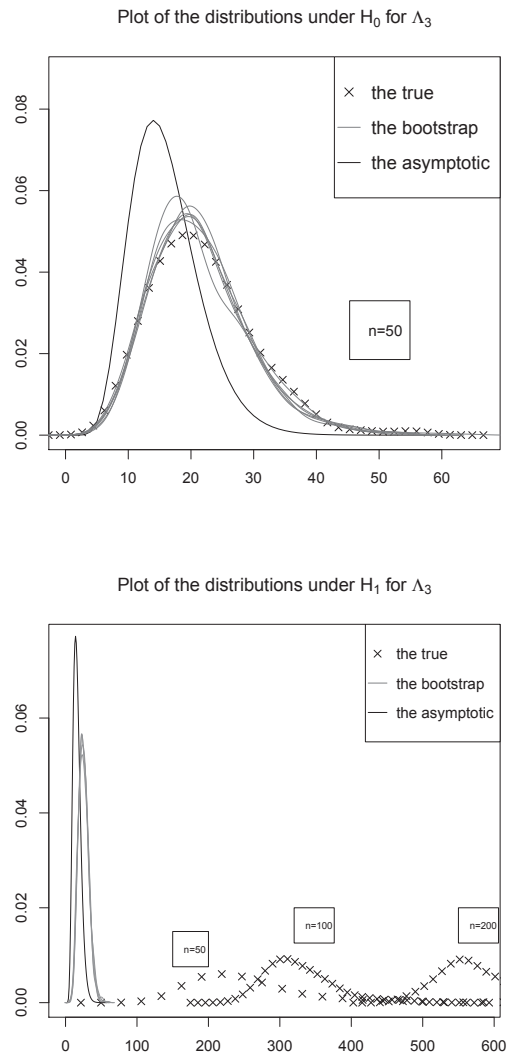 Plot of the distributions under H₀ for Λ₃
the true
the bootstrap
the asymptotic
n=50
0.00
0.02
0.04
0.06
0.08
0
10
20
30
40
50
60
Plot of the distributions under H₁ for Λ₃
the true
the bootstrap
the asymptotic
n=50
n=100
n=200
0.00
0.02
0.04
0.06
0
100
200
300
400
500
600